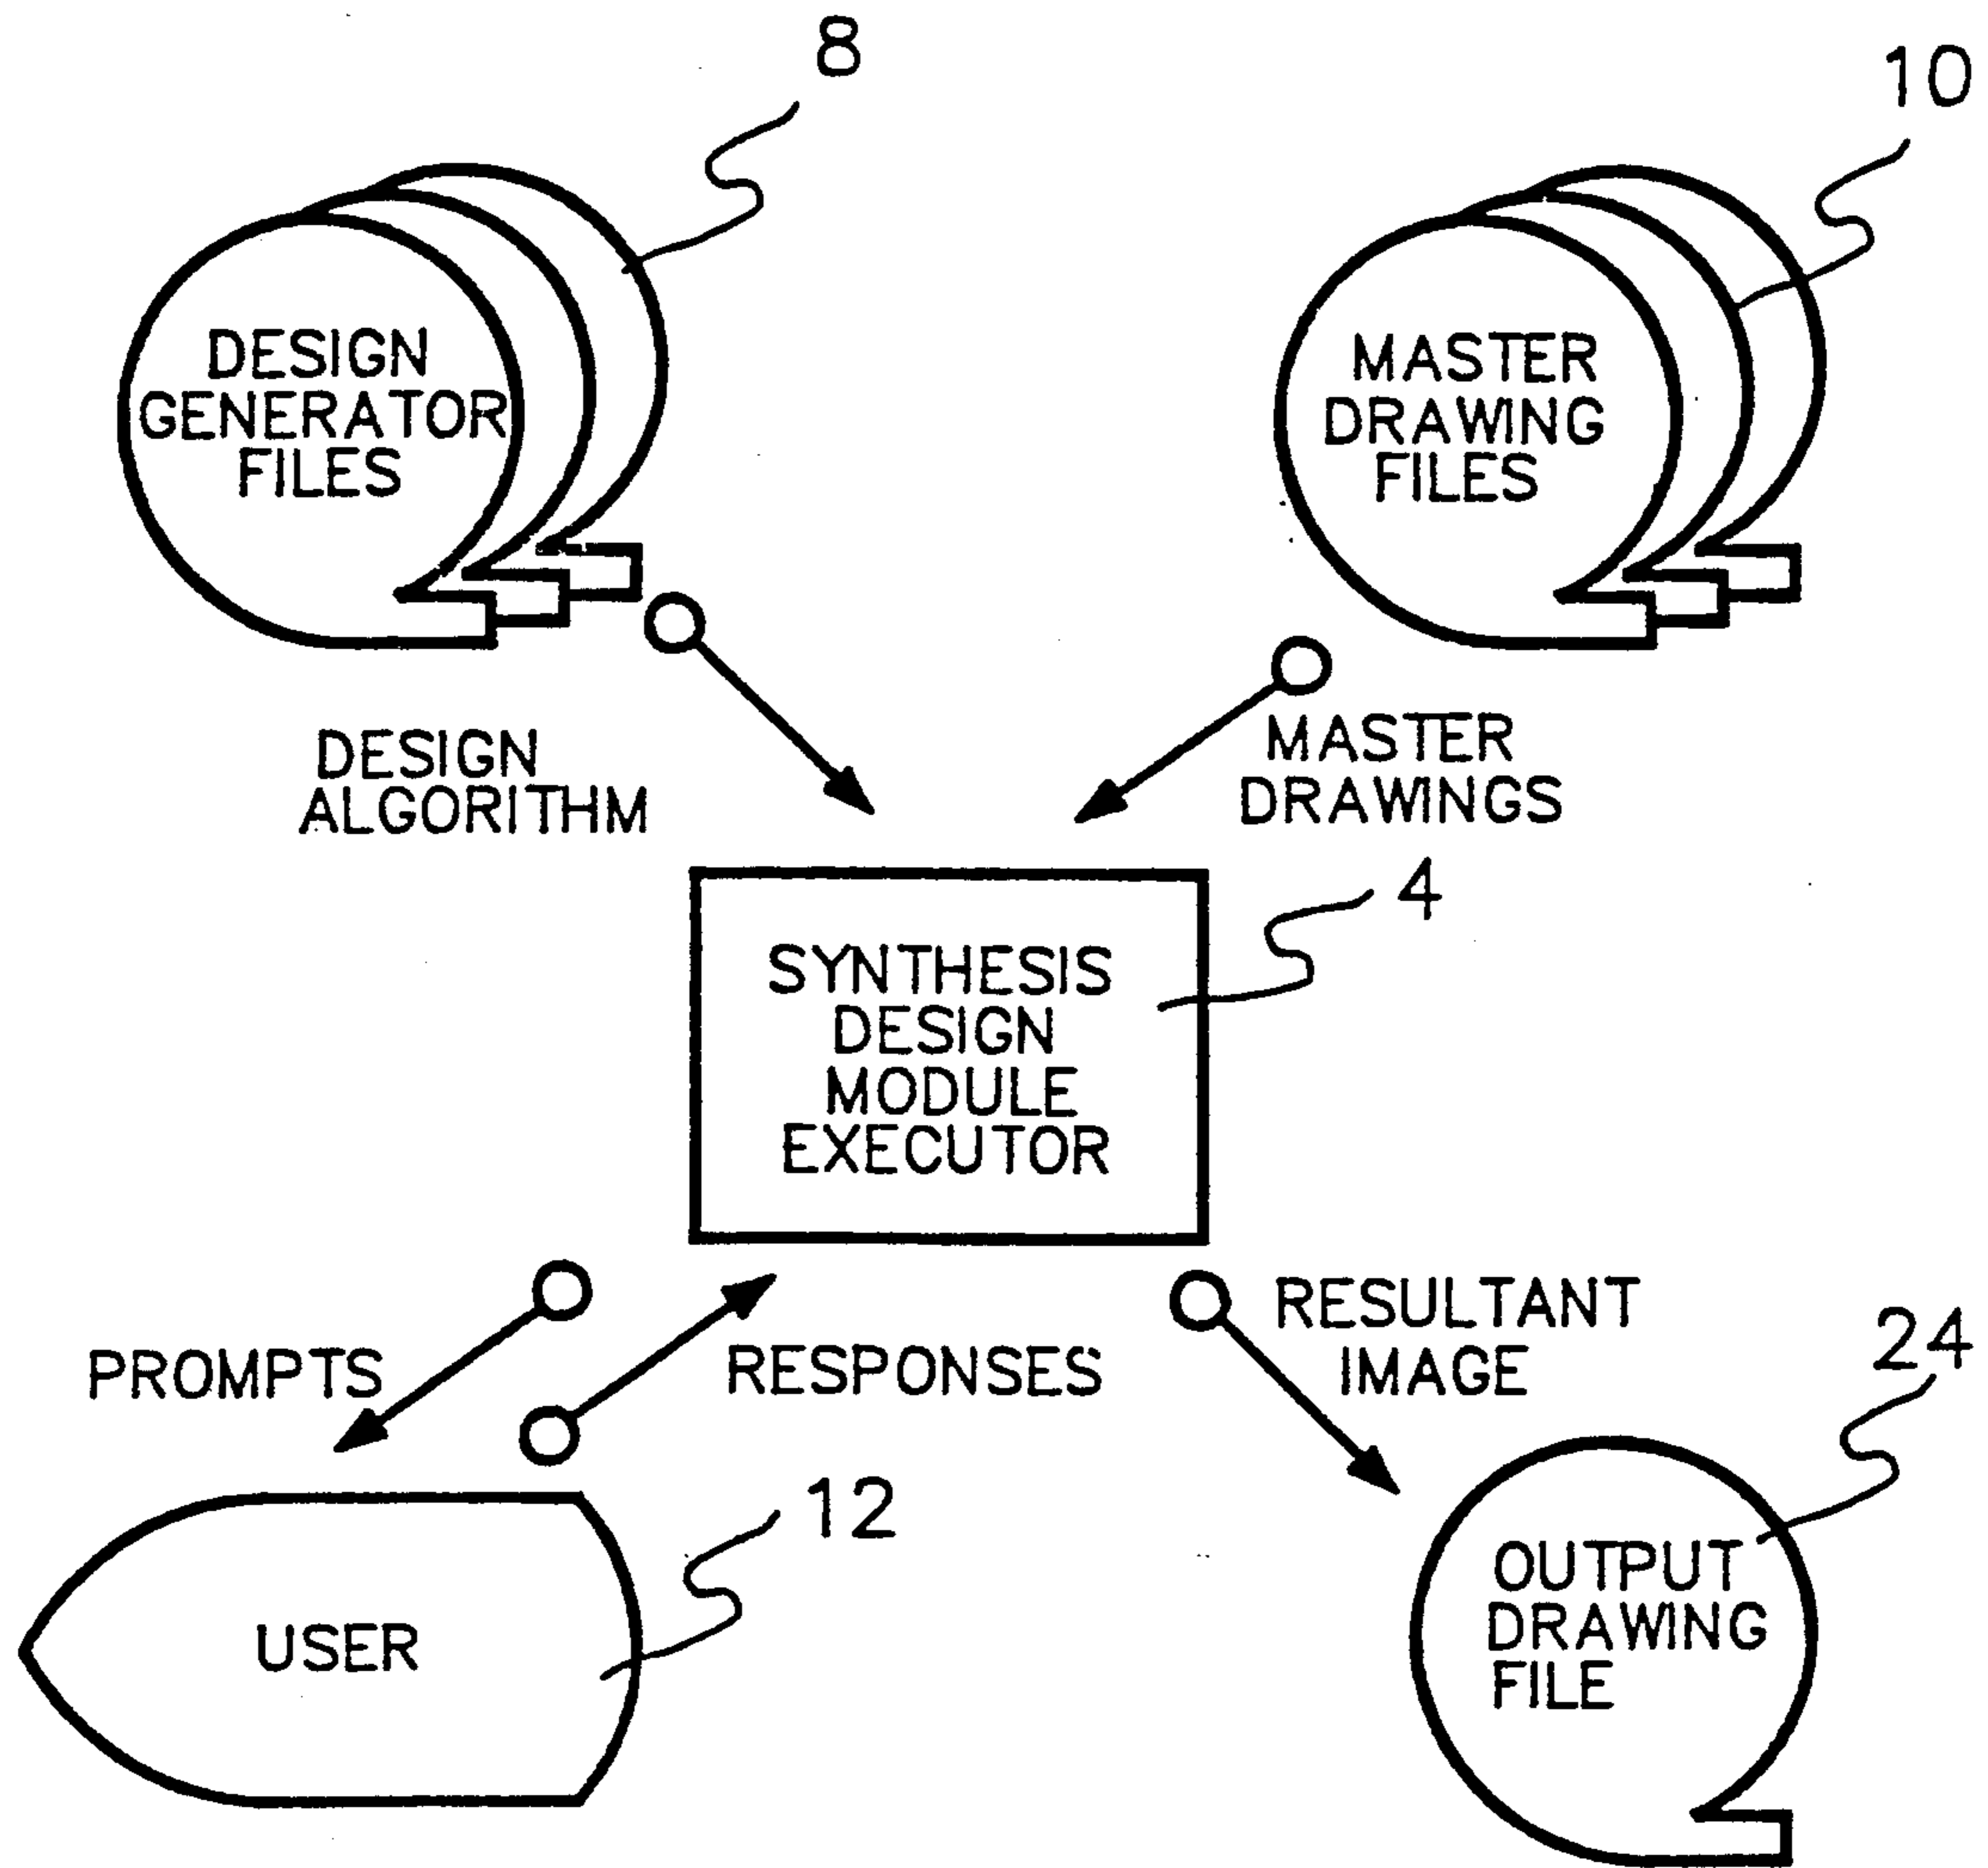 8
10
DESIGN
GENERATOR
FILES
MASTER
DRAWING
FILES
DESIGN
ALGORITHM
MASTER
DRAWINGS
4
SYNTHESIS
DESIGN
MODULE
EXECUTOR
PROMPTS
RESPONSES
RESULTANT
IMAGE
24
12
USER
OUTPUT
DRAWING
FILE